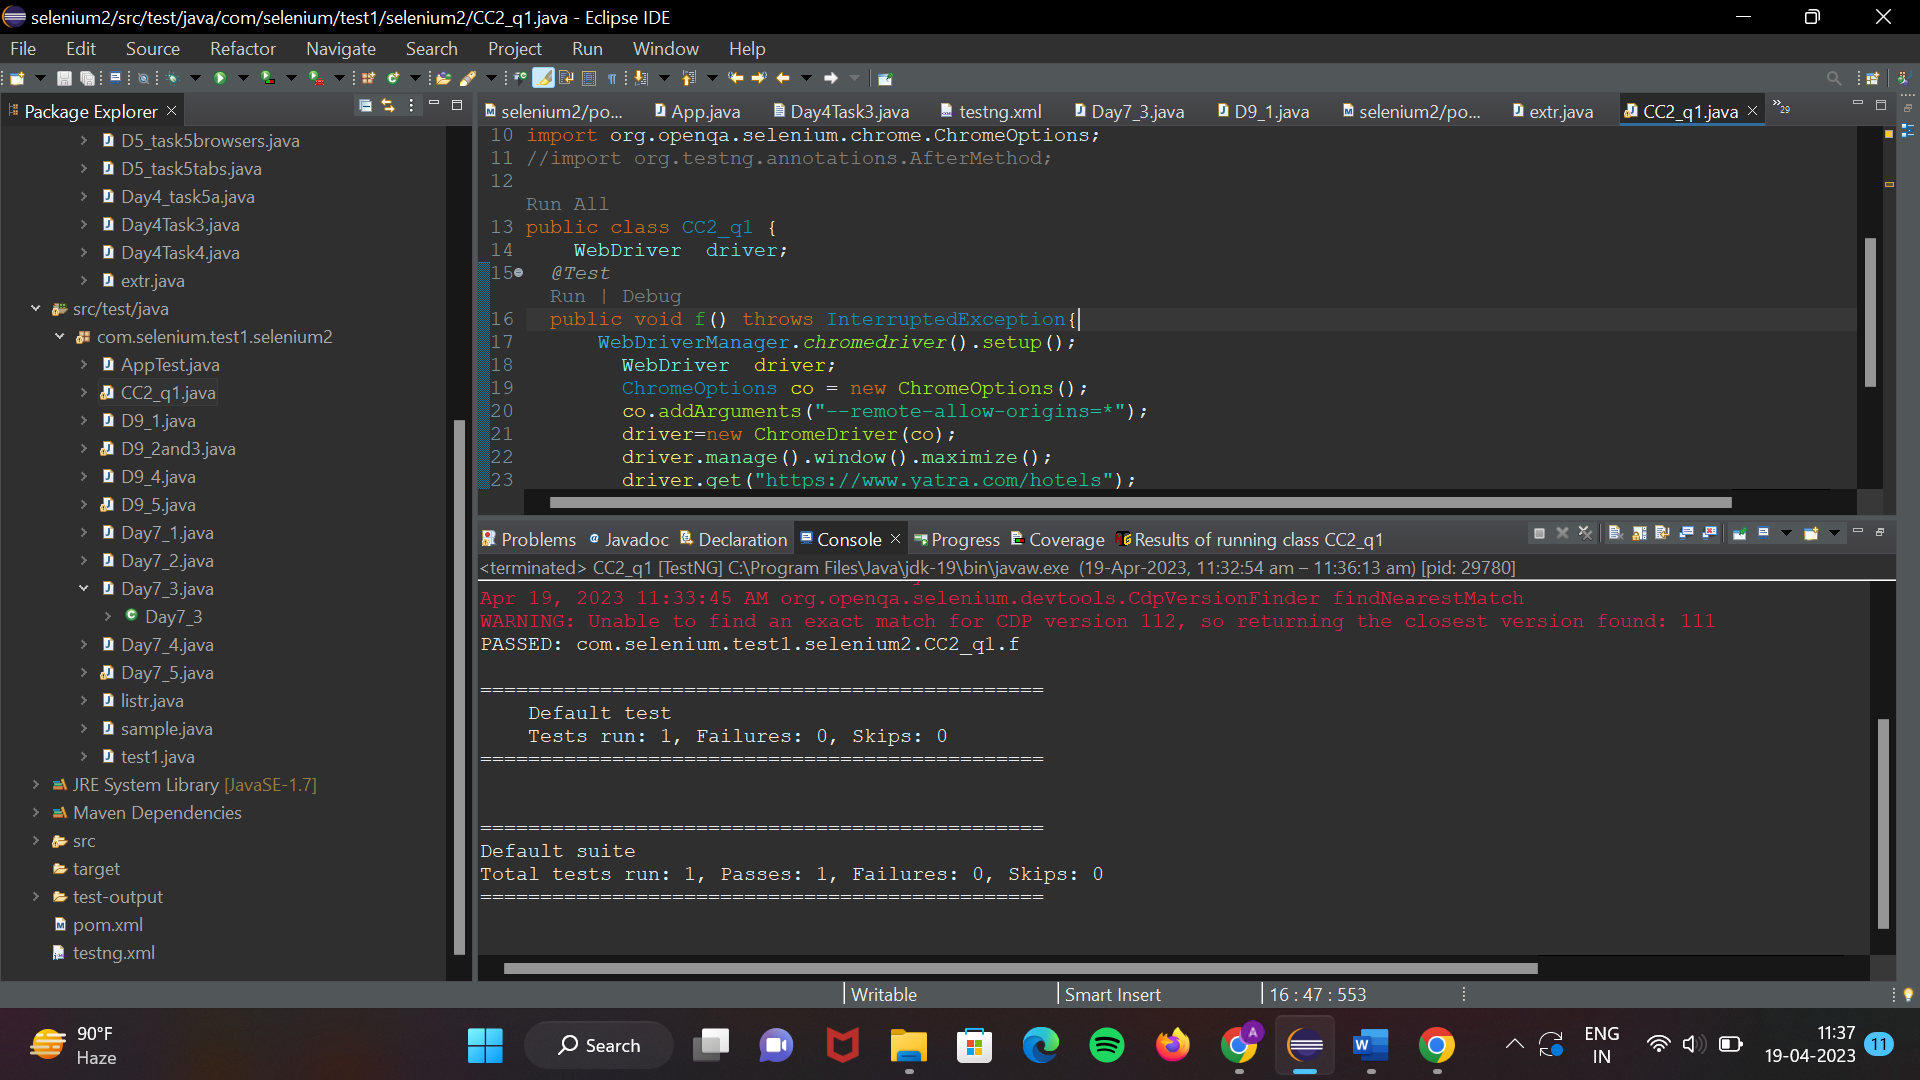 selenium2/src/test/java/com/selenium/test1/selenium2/CC2_q1.java - Eclipse IDE
File Edit Source Refactor Navigate Search Project Run Window Help
Package Explorer
D5_task5browsers.java
D5_task5tabs.java
Day4_task5a.java
Day4Task3.java
Day4Task4.java
extr.java
src/test/java
com.selenium.test1.selenium2
AppTest.java
CC2_q1.java
D9_1.java
D9_2and3.java
D9_4.java
D9_5.java
Day7_1.java
Day7_2.java
Day7_3.java
Day7_3
Day7_4.java
Day7_5.java
listr.java
sample.java
test1.java
JRE System Library [JavaSE-1.7]
Maven Dependencies
src
target
test-output
pom.xml
testng.xml
selenium2/po... App.java Day4Task3.java testng.xml Day7_3.java D9_1.java selenium2/po... extr.java CC2_q1.java »29
10 import org.openqa.selenium.chrome.ChromeOptions;
11 //import org.testng.annotations.AfterMethod;
12
Run All
13 public class CC2_q1 {
14 WebDriver driver;
15 @Test
Run | Debug
16 public void f() throws InterruptedException{
17 WebDriverManager.chromedriver().setup();
18 WebDriver driver;
19 ChromeOptions co = new ChromeOptions();
20 co.addArguments("--remote-allow-origins=*");
21 driver=new ChromeDriver(co);
22 driver.manage().window().maximize();
23 driver.get("https://www.yatra.com/hotels");
Problems Javadoc Declaration Console Progress Coverage Results of running class CC2_q1
<terminated> CC2_q1 [TestNG] C:\Program Files\Java\jdk-19\bin\javaw.exe (19-Apr-2023, 11:32:54 am – 11:36:13 am) [pid: 29780]
Apr 19, 2023 11:33:45 AM org.openqa.selenium.devtools.CdpVersionFinder findNearestMatch
WARNING: Unable to find an exact match for CDP version 112, so returning the closest version found: 111
PASSED: com.selenium.test1.selenium2.CC2_q1.f
===============================================
Default test
Tests run: 1, Failures: 0, Skips: 0
===============================================
===============================================
Default suite
Total tests run: 1, Passes: 1, Failures: 0, Skips: 0
===============================================
Writable Smart Insert 16 : 47 : 553
90°F
Haze
Search
A
W
ENG
IN
11:37
19-04-2023
11